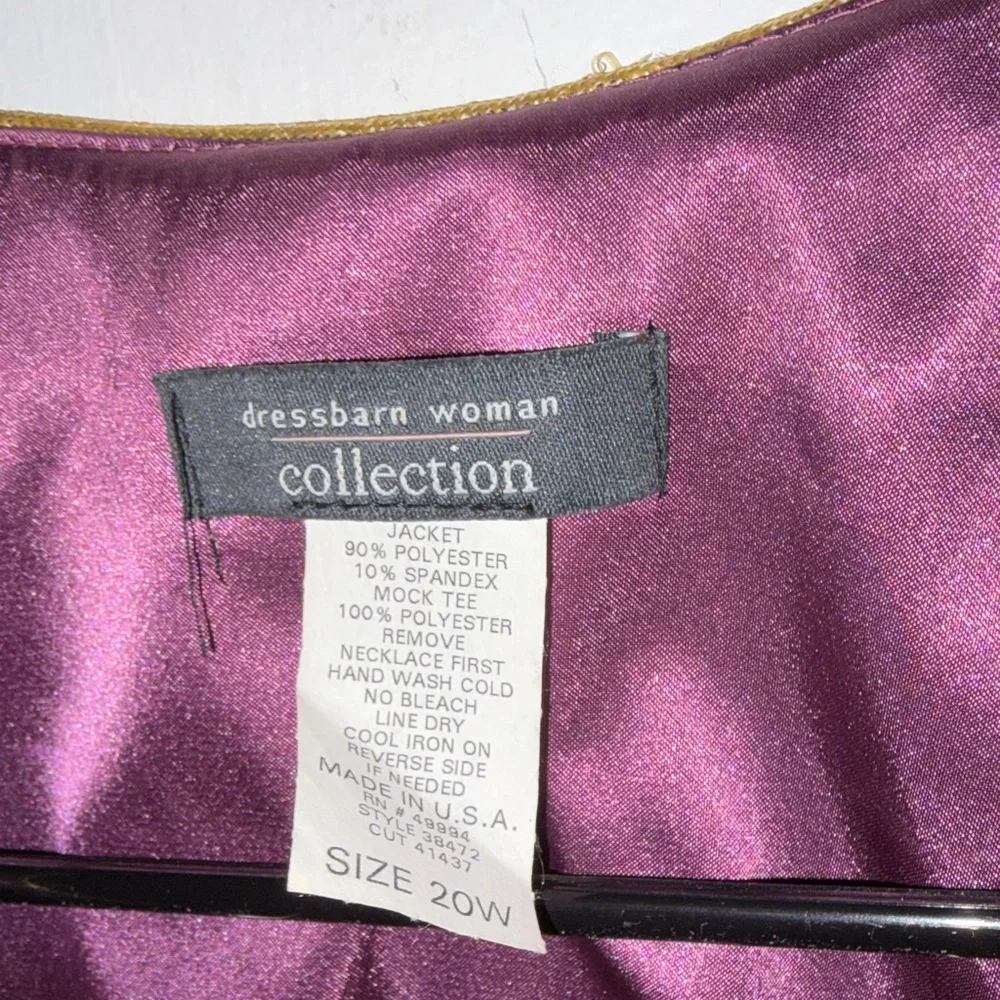 dressbarn woman
collection
JACKET
90% POLYESTER
10% SPANDEX
MOCK TEE
100% POLYESTER
REMOVE
NECKLACE FIRST
HAND WASH COLD
NO BLEACH
LINE DRY
COOL IRON ON
REVERSE SIDE
IF NEEDED
MADE IN U.S.A.
RN # 49994
STYLE 38472
CUT 41437
SIZE 20W